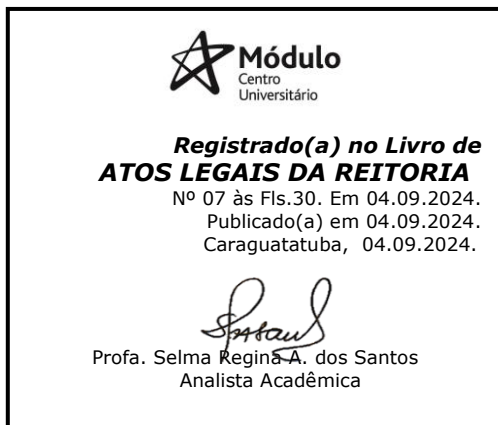 Módulo
Centro
Universitário
Registrado(a) no Livro de
ATOS LEGAIS DA REITORIA
Nº 07 às Fls.30. Em 04.09.2024.
Publicado(a) em 04.09.2024.
Caraguatatuba, 04.09.2024.
Profa. Selma Regina A. dos Santos
Analista Acadêmica